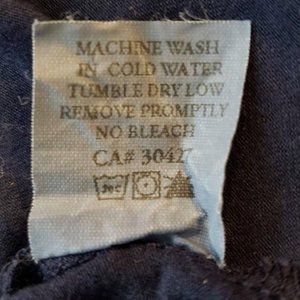 MACHINE WASH
IN COLD WATER
TUMBLE DRY LOW
REMOVE PROMPTLY
NO BLEACH
CA# 30427